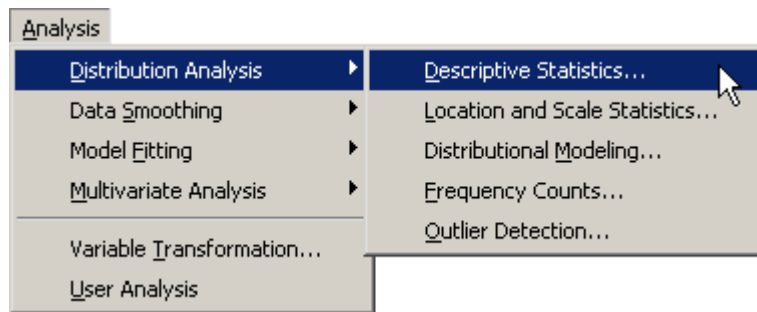 Analysis
Distribution Analysis
Data Smoothing
Model Fitting
Multivariate Analysis
Variable Transformation...
User Analysis
Descriptive Statistics...
Location and Scale Statistics...
Distributional Modeling...
Frequency Counts...
Outlier Detection...